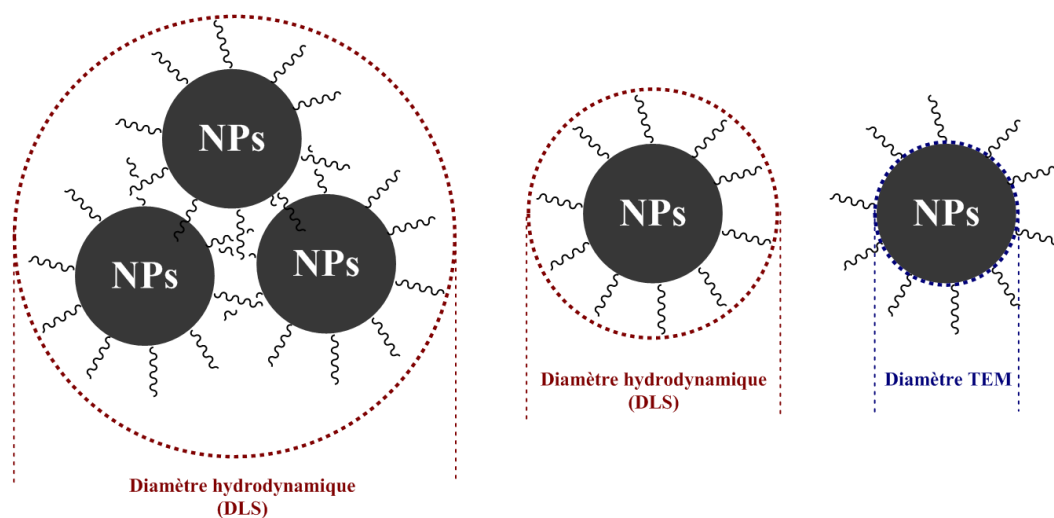 NPs
NPs
NPs
Diamètre hydrodynamique
(DLS)
NPs
Diamètre hydrodynamique
(DLS)
NPs
Diamètre TEM